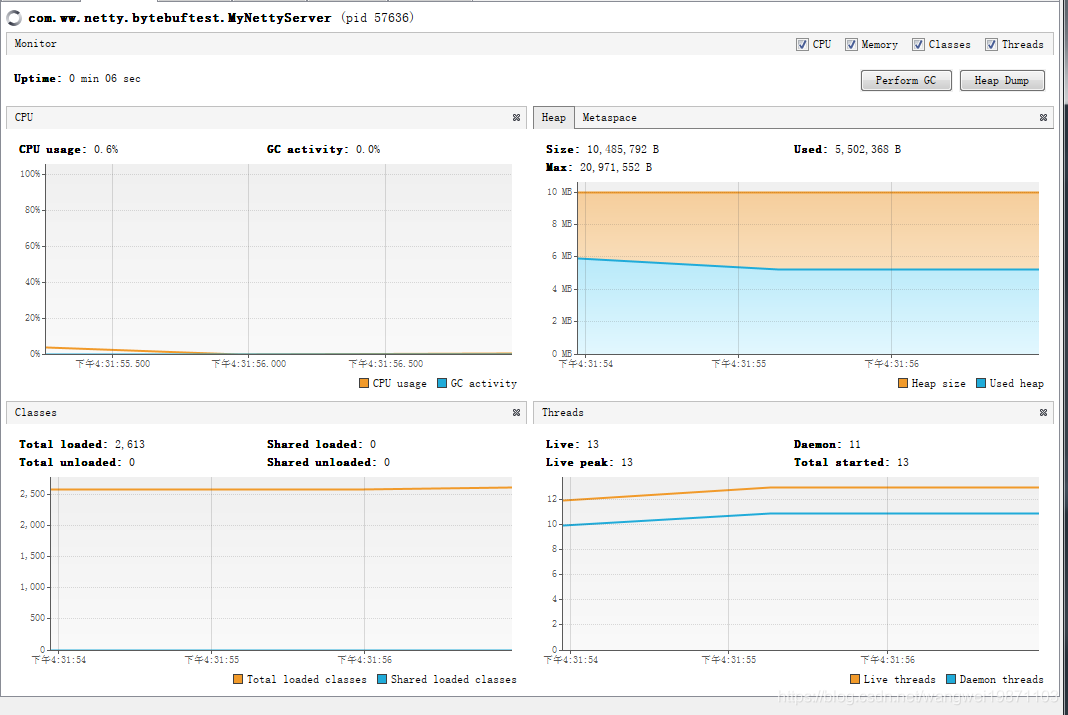 com.ww.netty.bytebuftest.MyNettyServer (pid 57636)
Monitor
CPU Memory Classes Threads
Uptime: 0 min 06 sec
Perform GC Heap Dump
CPU
CPU usage: 0.6% GC activity: 0.0%
100%
80%
60%
40%
20%
0%
下午4:31:55.500 下午4:31:56.000 下午4:31:56.500
CPU usage GC activity
Heap Metaspace
Size: 10,485,792 B Used: 5,502,368 B
Max: 20,971,552 B
10 MB
8 MB
6 MB
4 MB
2 MB
0 MB
下午4:31:54 下午4:31:55 下午4:31:56
Heap size Used heap
Classes
Total loaded: 2,613 Shared loaded: 0
Total unloaded: 0 Shared unloaded: 0
2,500
2,000
1,500
1,000
500
0
下午4:31:54 下午4:31:55 下午4:31:56
Total loaded classes Shared loaded classes
Threads
Live: 13 Daemon: 11
Live peak: 13 Total started: 13
12
10
8
6
4
2
0
下午4:31:54 下午4:31:55 下午4:31:56
Live threads Daemon threads